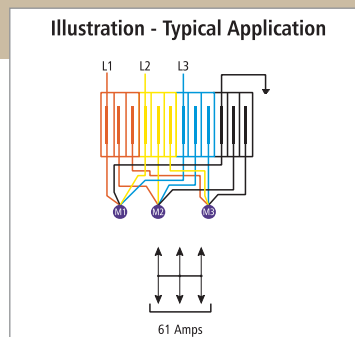 Illustration - Typical Application
L1 L2 L3
M1 M2 M3
61 Amps